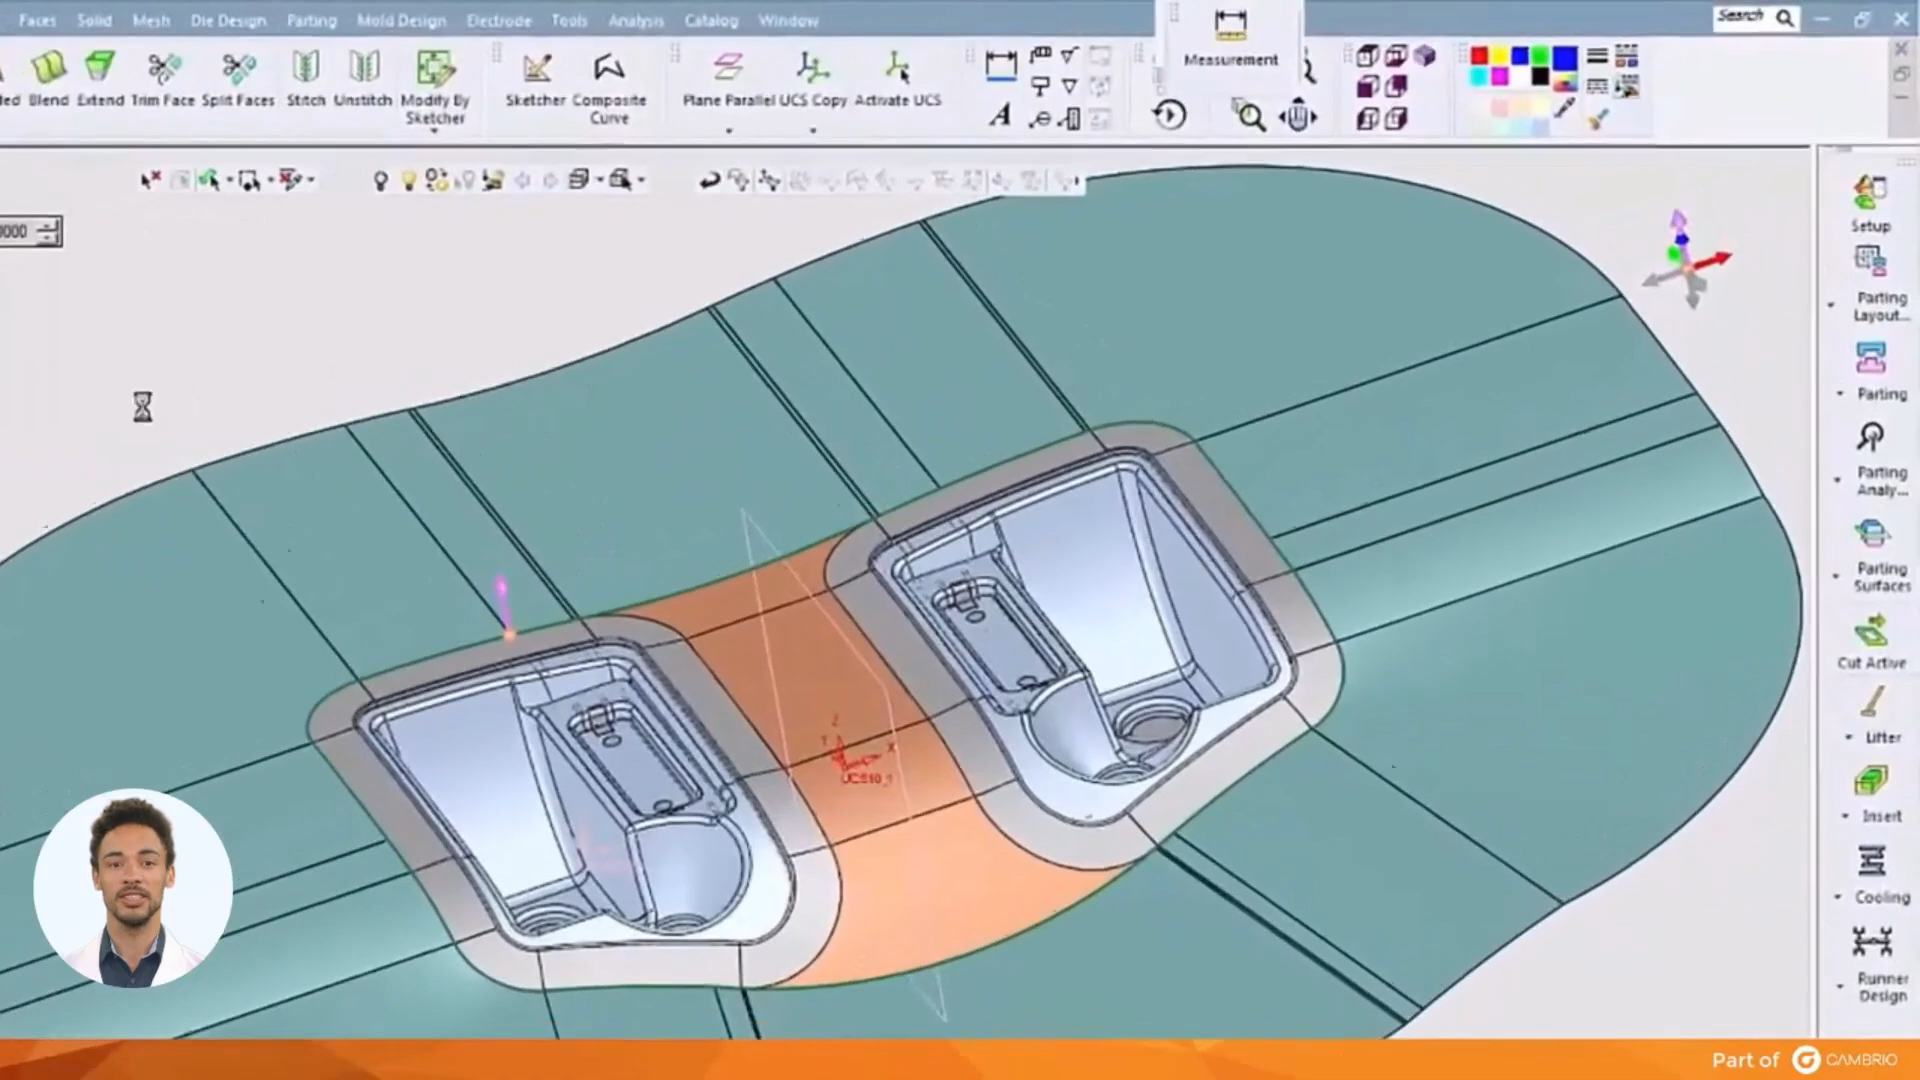 Faces Solid Mesh Die Design Parting Mold Design Electrode Tools Analysis Catalog Window
Search
Measurement
Blend Extend Trim Face Split Faces Stitch Unstitch Modify By
Sketcher
Sketcher Composite
Curve
Plane Parallel UCS Copy Activate UCS
A
0000
Setup
Parting
Layout...
Parting
Parting
Analy...
Parting
Surfaces
Cut Active
Lifter
Insert
Cooling
Runner
Design
Z
X
Part of CAMBRIO